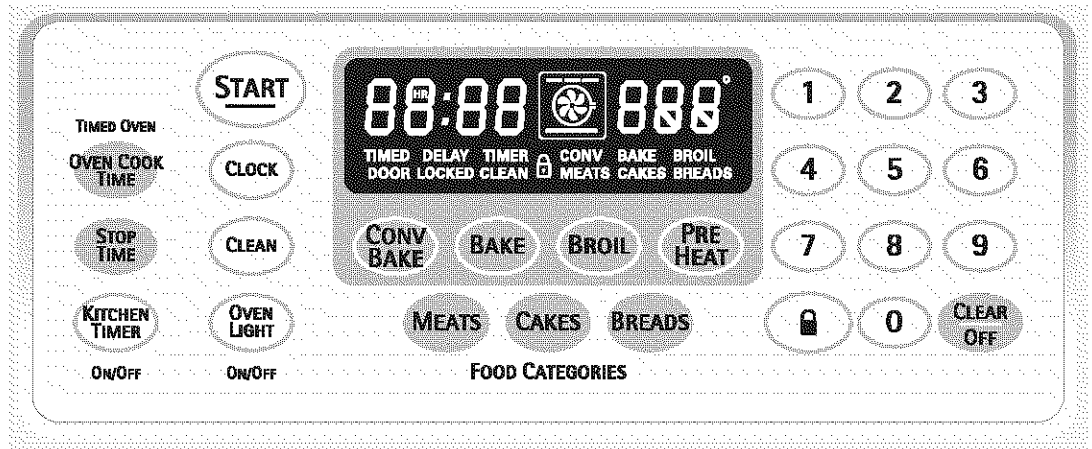 START
TIMED OVEN
OVEN COOK
TIME
CLOCK
STOP
TIME
CLEAN
KITCHEN
TIMER
OVEN
LIGHT
ON/OFF
ON/OFF
88:88
HR
888°
TIMED DELAY TIMER CONV BAKE BROIL
DOOR LOCKED CLEAN MEATS CAKES BREADS
CONV
BAKE
BAKE
BROIL
PRE
HEAT
MEATS
CAKES
BREADS
FOOD CATEGORIES
1 2 3
4 5 6
7 8 9
0
CLEAR
OFF